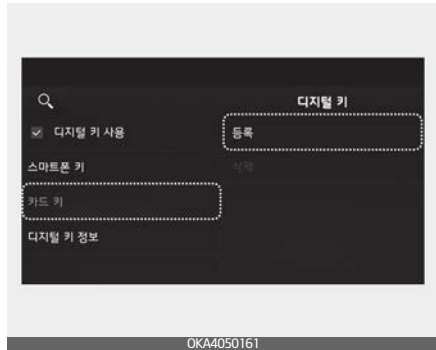 디지털 키
디지털 키 사용
등록
스마트폰 키
삭제
카드 키
디지털 키 정보
OKA4050161